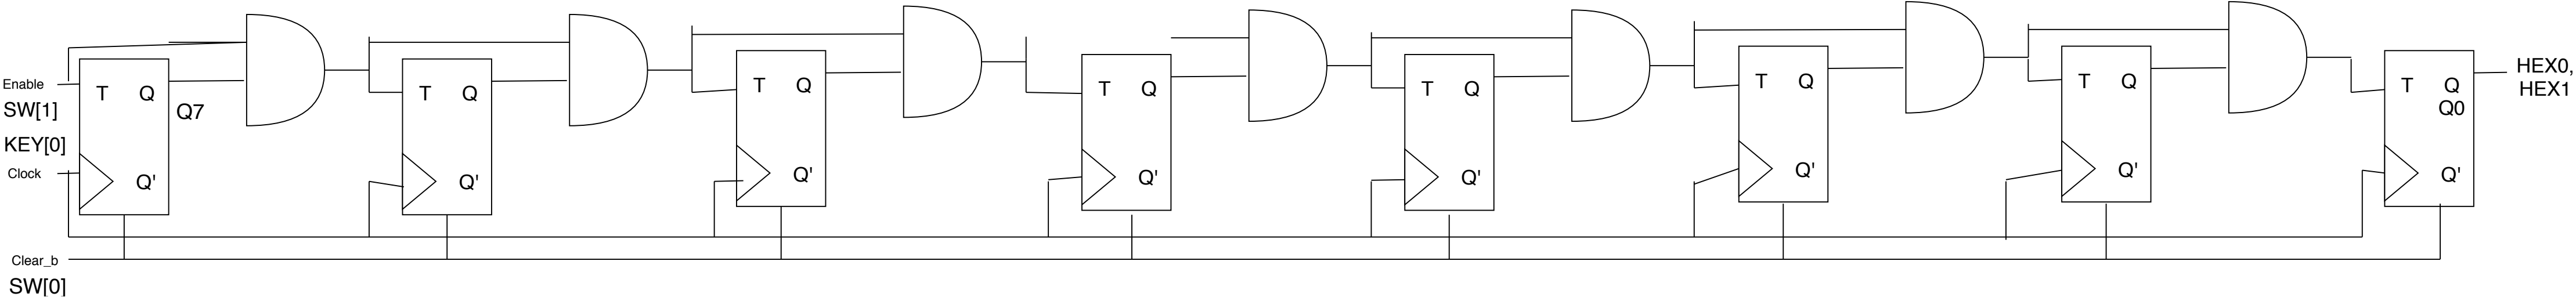 Enable
SW[1]
KEY[0]
Clock
Clear_b
SW[0]
T Q
Q7
Q'
T Q
Q'
T Q
Q'
T Q
Q'
T Q
Q'
T Q
Q'
T Q
Q'
T Q
Q0
Q'
HEX0,
HEX1